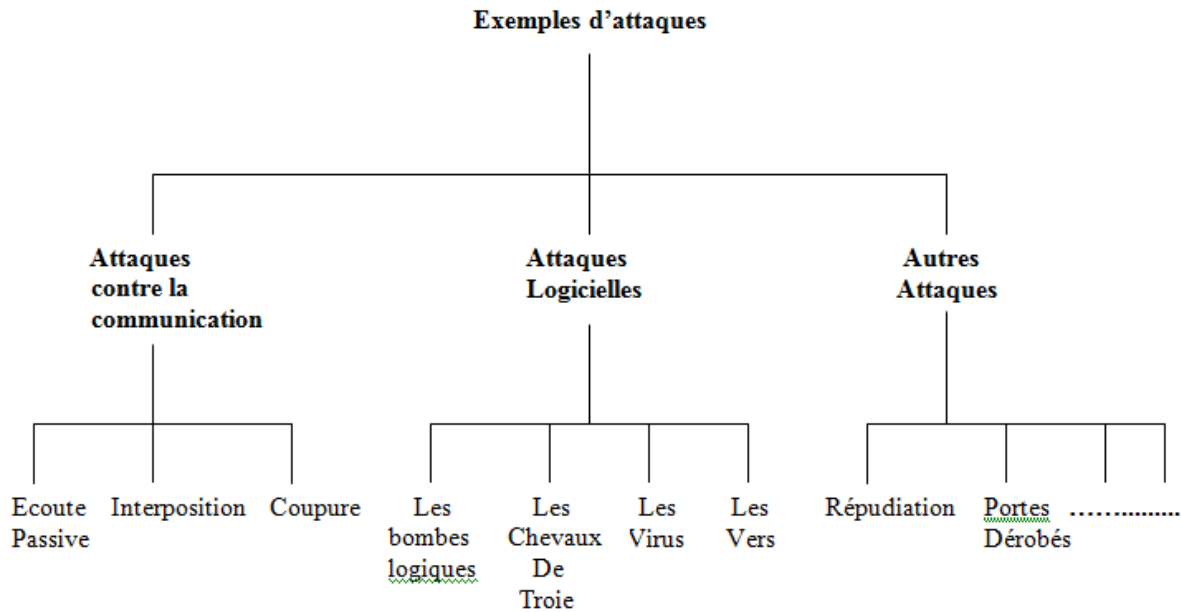 Exemples d'attaques
Attaques
contre la
communication
Attaques
Logicielles
Autres
Attaques
Ecoute
Passive
Interposition
Coupure
Les
bombes
logiques
Les
Chevaux
De
Troie
Les
Virus
Les
Vers
Répudiation
Portes
Dérobés
...............